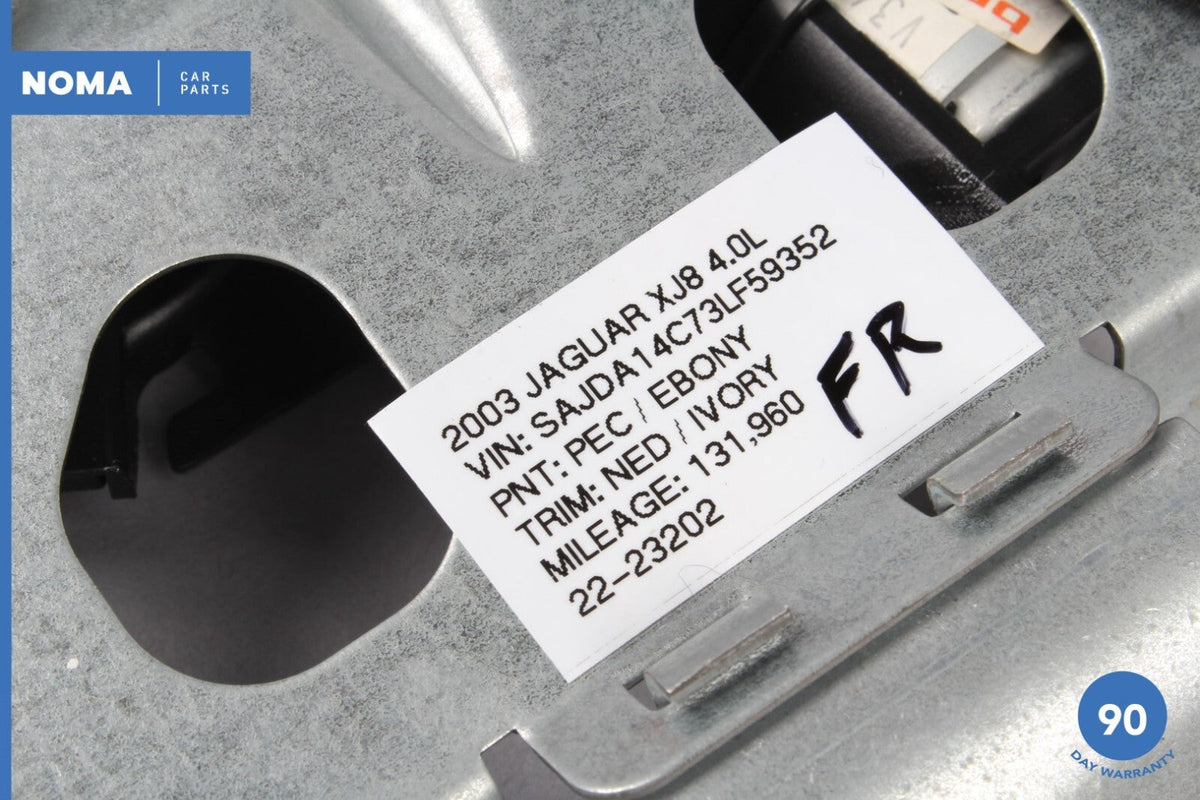 NOMA
CAR
PARTS
2003 JAGUAR XJ8 4.0L
VIN: SAJDA14C73LF59352
PNT: PEC / EBONY
TRIM: NED / IVORY
MILEAGE: 131,960
22-23202
FR
90
DAY WARRANTY